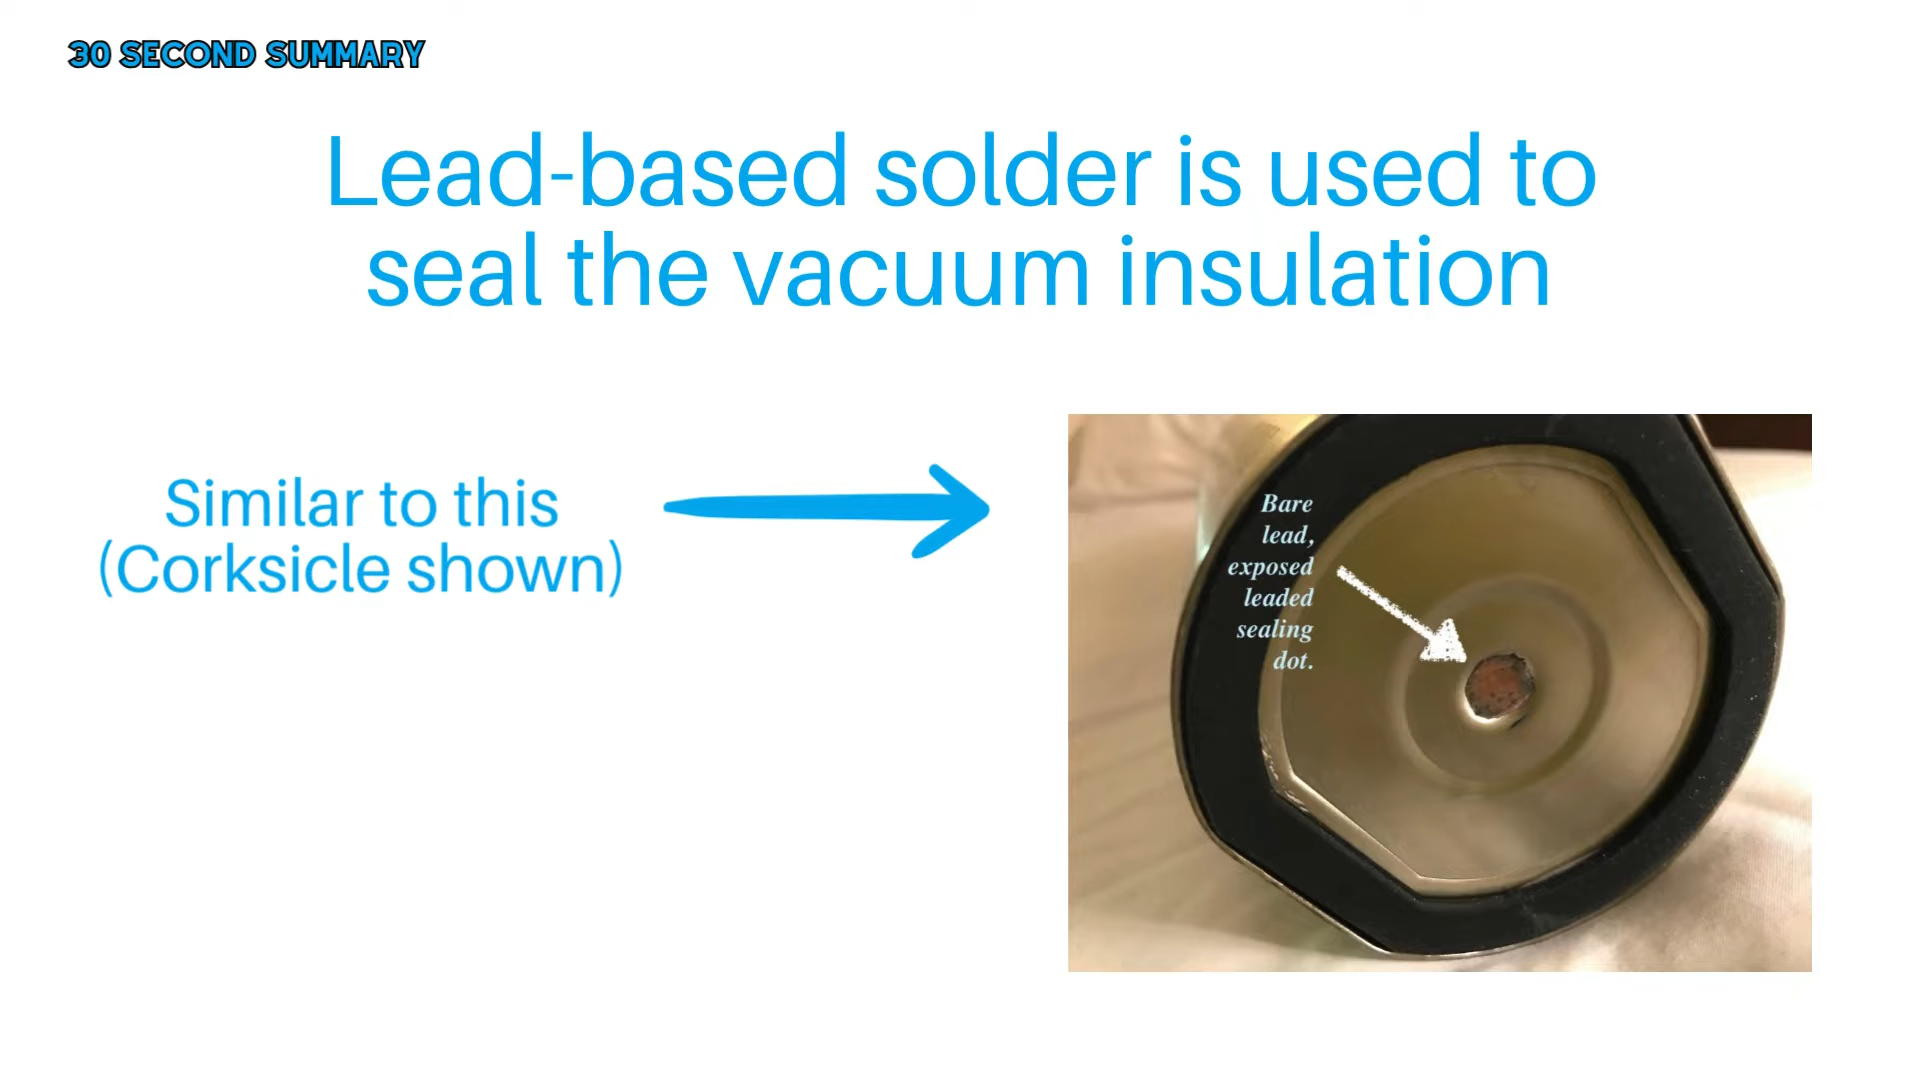 30 SECOND SUMMARY
Lead-based solder is used to
seal the vacuum insulation
Similar to this
(Corksicle shown)
Bare
lead,
exposed
leaded
sealing
dot.